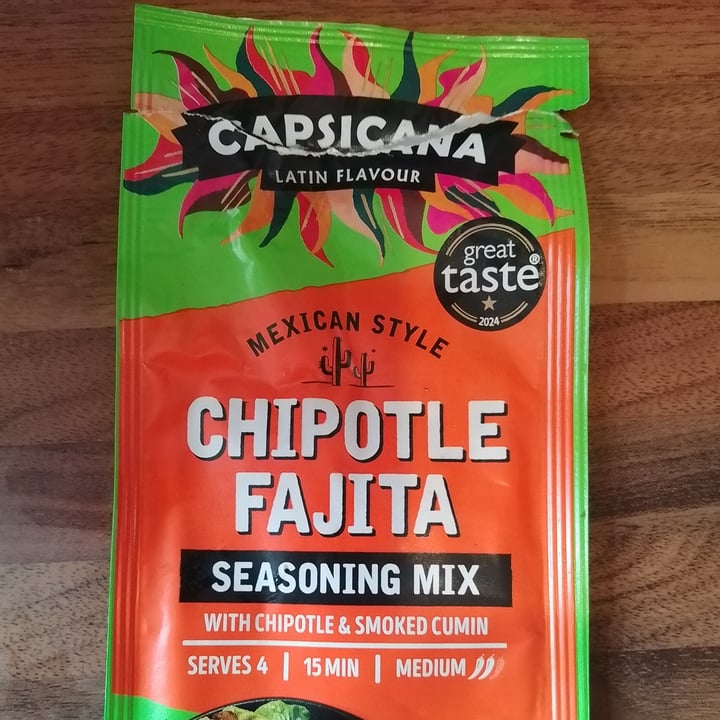 CAPSICANA
LATIN FLAVOUR
great
taste®
2024
MEXICAN STYLE
CHIPOTLE
FAJITA
SEASONING MIX
WITH CHIPOTLE & SMOKED CUMIN
SERVES 4 | 15 MIN | MEDIUM